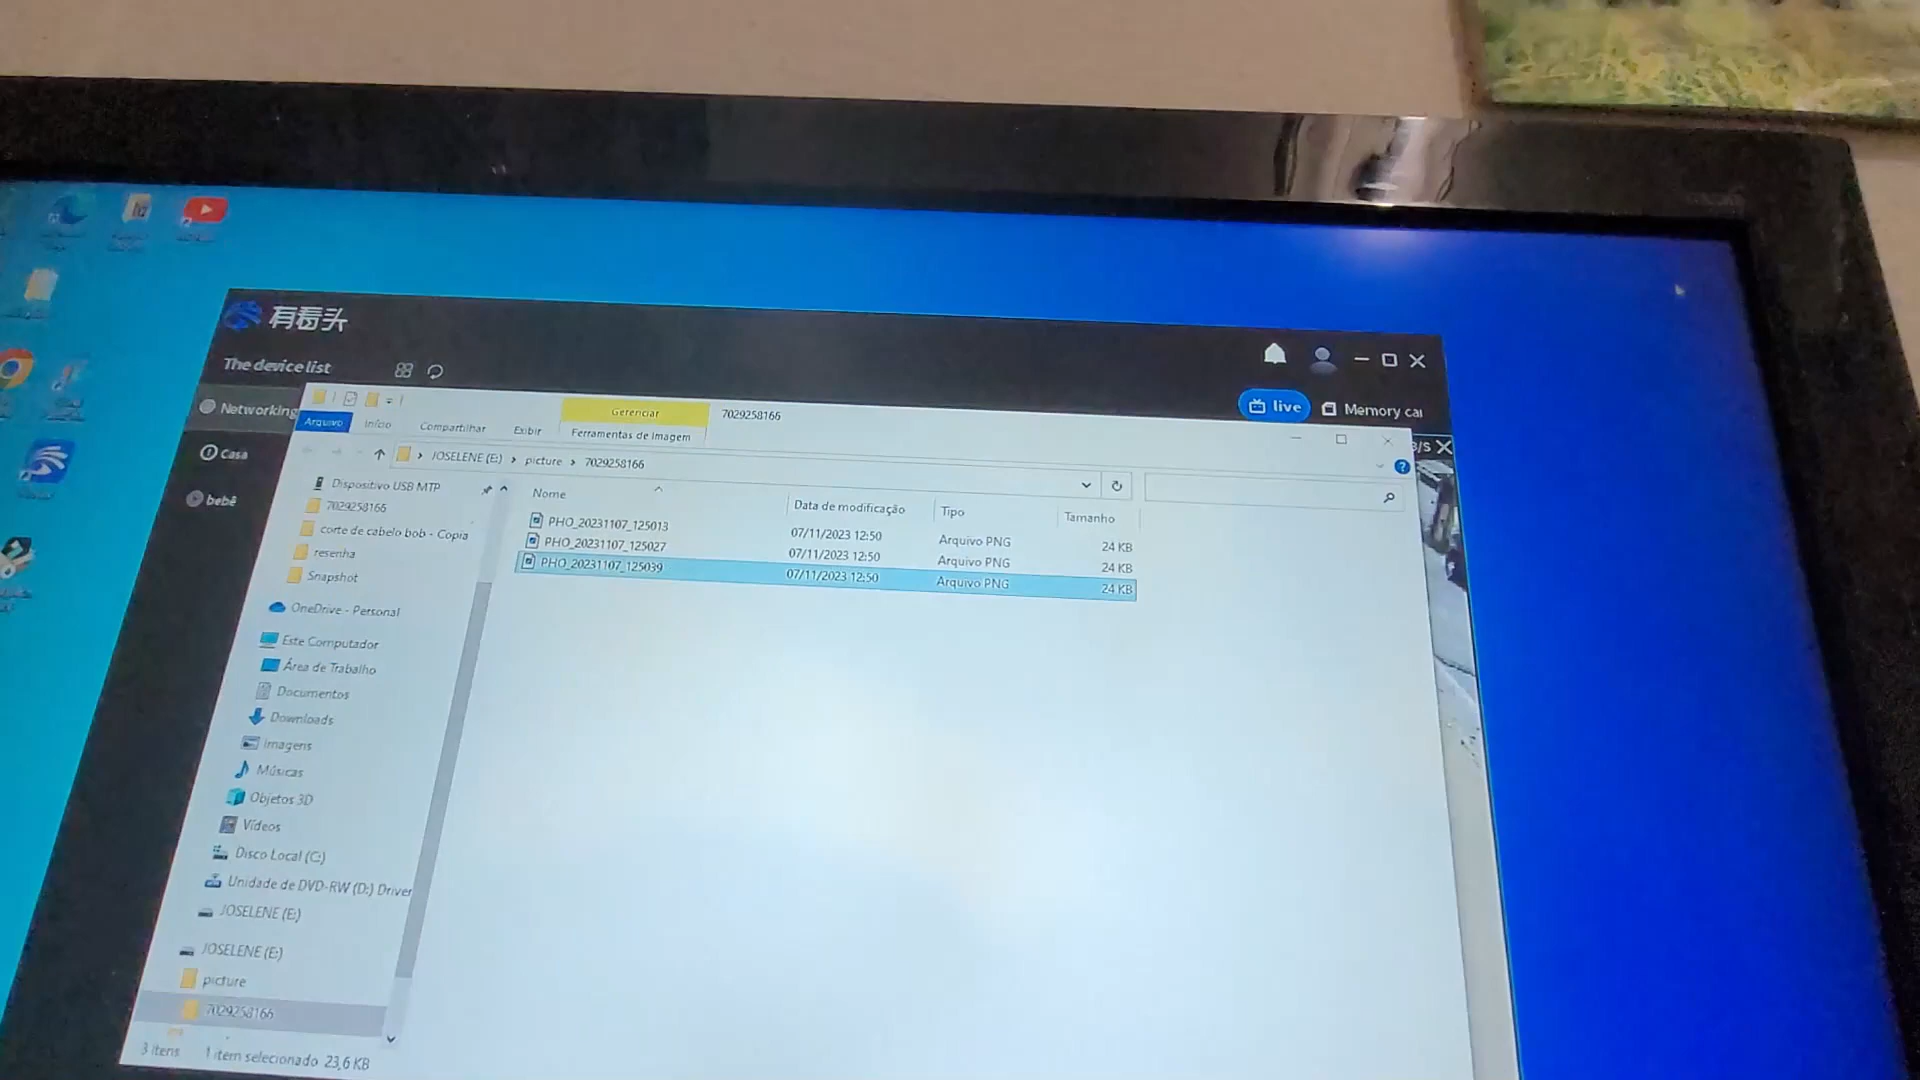 有看头
The device list
Networking
live
Memory car
Casa
bebê
B/S
Gerenciar
7029258166
Arquivo
Início
Compartilhar
Exibir
Ferramentas de Imagem
JOSELENE (E:) > picture > 7029258166
Dispositivo USB MTP
7029258166
corte de cabelo bob - Copia
resenha
Snapshot
OneDrive - Personal
Este Computador
Área de Trabalho
Documentos
Downloads
Imagens
Músicas
Objetos 3D
Vídeos
Disco Local (C:)
Unidade de DVD-RW (D:) Driver
JOSELENE (E:)
JOSELENE (E:)
picture
7029258166
Nome Data de modificação Tipo Tamanho
PHO_20231107_125013 07/11/2023 12:50 Arquivo PNG 24 KB
PHO_20231107_125027 07/11/2023 12:50 Arquivo PNG 24 KB
PHO_20231107_125039 07/11/2023 12:50 Arquivo PNG 24 KB
3 itens 1 item selecionado 23,6 KB